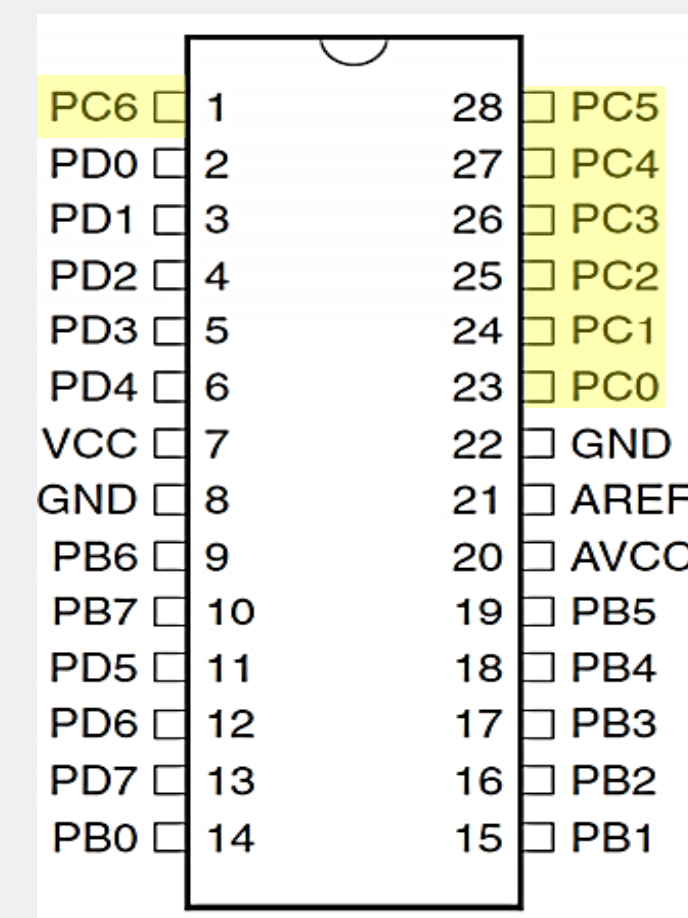 PC6 1 28 PC5
PD0 2 27 PC4
PD1 3 26 PC3
PD2 4 25 PC2
PD3 5 24 PC1
PD4 6 23 PC0
VCC 7 22 GND
GND 8 21 AREF
PB6 9 20 AVCC
PB7 10 19 PB5
PD5 11 18 PB4
PD6 12 17 PB3
PD7 13 16 PB2
PB0 14 15 PB1